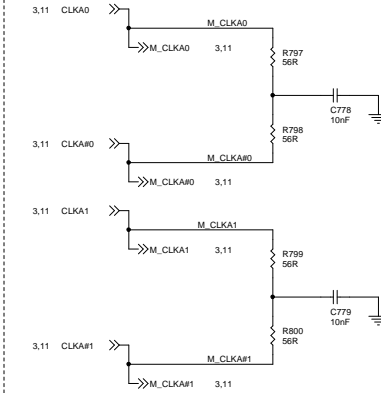 3,11 CLKA0
M_CLKA0
M_CLKA0 3,11
R797
56R
C778
10nF
R798
56R
3,11 CLKA#0
M_CLKA#0
M_CLKA#0 3,11
3,11 CLKA1
M_CLKA1
M_CLKA1 3,11
R799
56R
C779
10nF
R800
56R
3,11 CLKA#1
M_CLKA#1
M_CLKA#1 3,11